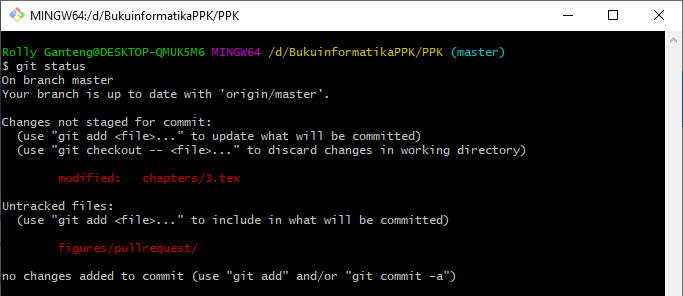 MINGW64:/d/BukuinformatikaPPK/PPK
Rolly Ganteng@DESKTOP-QMUK5M6 MINGW64 /d/BukuinformatikaPPK/PPK (master)
$ git status
On branch master
Your branch is up to date with 'origin/master'.
Changes not staged for commit:
  (use "git add <file>..." to update what will be committed)
  (use "git checkout -- <file>..." to discard changes in working directory)
        modified:   chapters/3.tex
Untracked files:
  (use "git add <file>..." to include in what will be committed)
        figures/pullrequest/
no changes added to commit (use "git add" and/or "git commit -a")